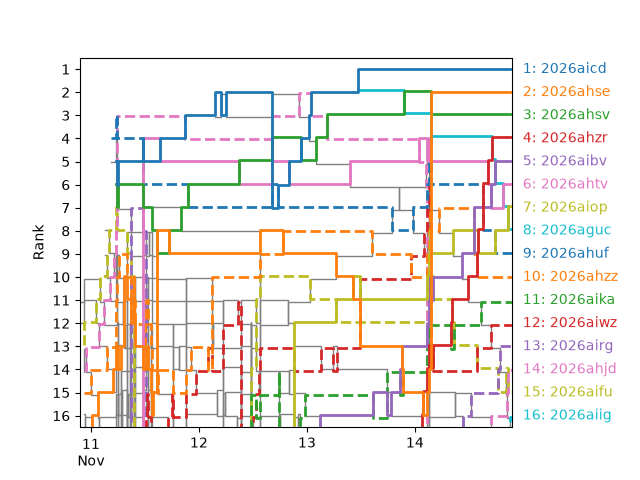 1
2
3
4
5
6
7
8
9
10
11
12
13
14
15
16
Rank
11
12
13
14
Nov
1: 2026aicd
2: 2026ahse
3: 2026ahsv
4: 2026ahzr
5: 2026aibv
6: 2026ahtv
7: 2026aiop
8: 2026aguc
9: 2026ahuf
10: 2026ahzz
11: 2026aika
12: 2026aiwz
13: 2026airg
14: 2026ahjd
15: 2026aifu
16: 2026aiig